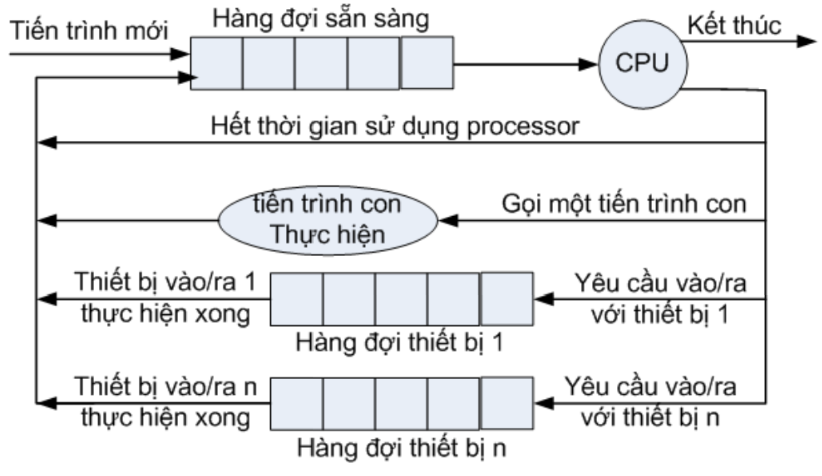 Hàng đợi sẵn sàng
Tiến trình mới
Kết thúc
CPU
Hết thời gian sử dụng processor
tiến trình con
Thực hiện
Gọi một tiến trình con
Thiết bị vào/ra 1
thực hiện xong
Yêu cầu vào/ra
với thiết bị 1
Hàng đợi thiết bị 1
Thiết bị vào/ra n
thực hiện xong
Yêu cầu vào/ra
với thiết bị n
Hàng đợi thiết bị n